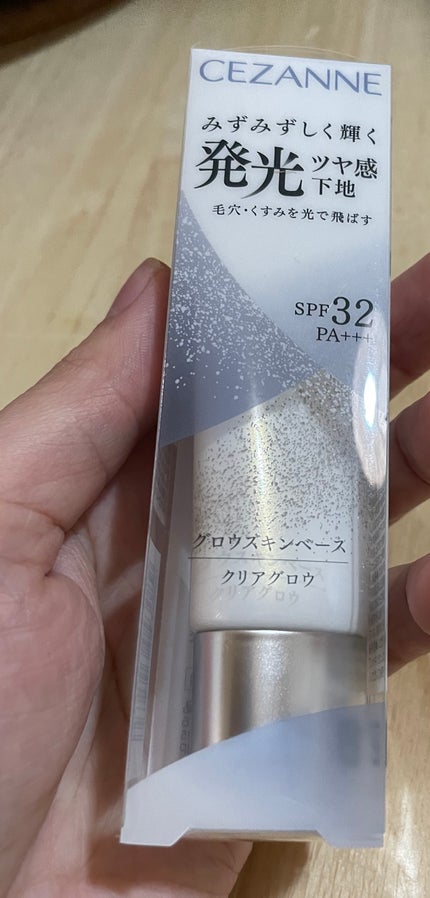 CEZANNE
みずみずしく輝く
発光ツヤ感下地
毛穴・くすみを光で飛ばす
SPF32
PA+++
グロウスキンベース
クリアグロウ